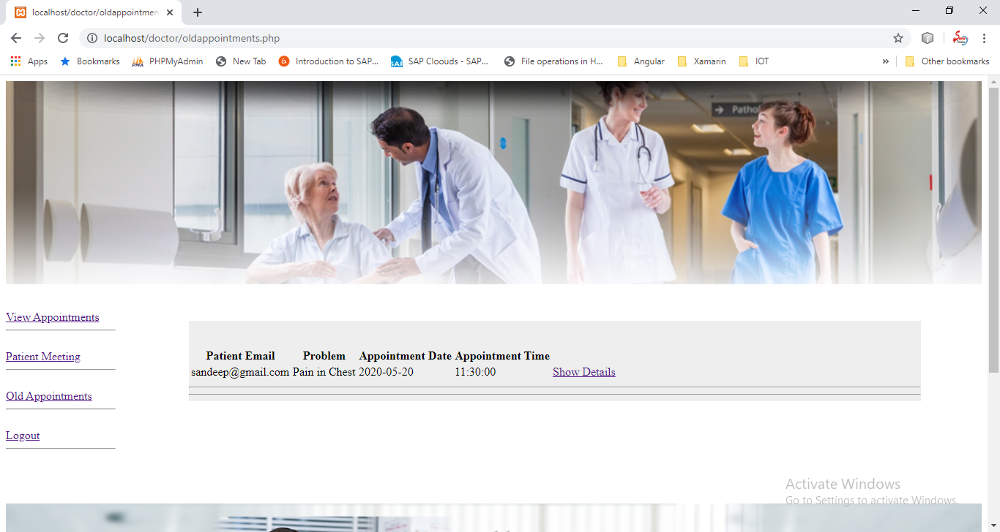 localhost/doctor/oldappointment
localhost/doctor/oldappointments.php
Apps Bookmarks PHPMyAdmin New Tab Introduction to SAP... SAP Cloouds - SAP... File operations in H... Angular Xamarin IOT » Other bookmarks
Patho
View Appointments
Patient Meeting
Old Appointments
Logout
Patient Email Problem Appointment Date Appointment Time
sandeep@gmail.com Pain in Chest 2020-05-20 11:30:00 Show Details
Activate Windows
Go to Settings to activate Windows.